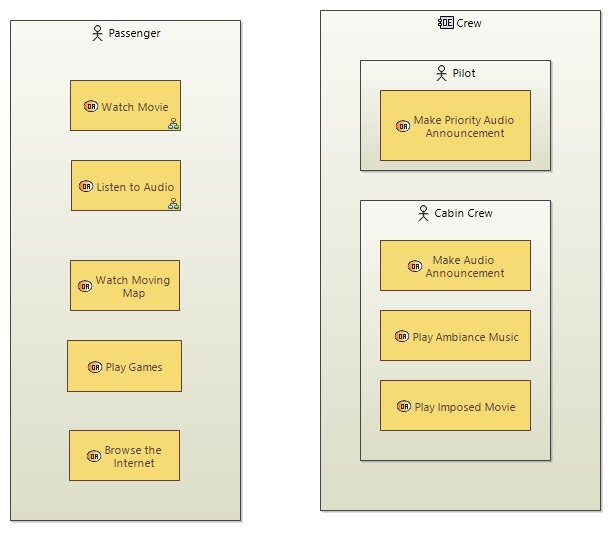 Passenger
OA Watch Movie
OA Listen to Audio
OA Watch Moving
Map
OA Play Games
OA Browse the
Internet
OE Crew
Pilot
OA Make Priority Audio
Announcement
Cabin Crew
OA Make Audio
Announcement
OA Play Ambiance Music
OA Play Imposed Movie